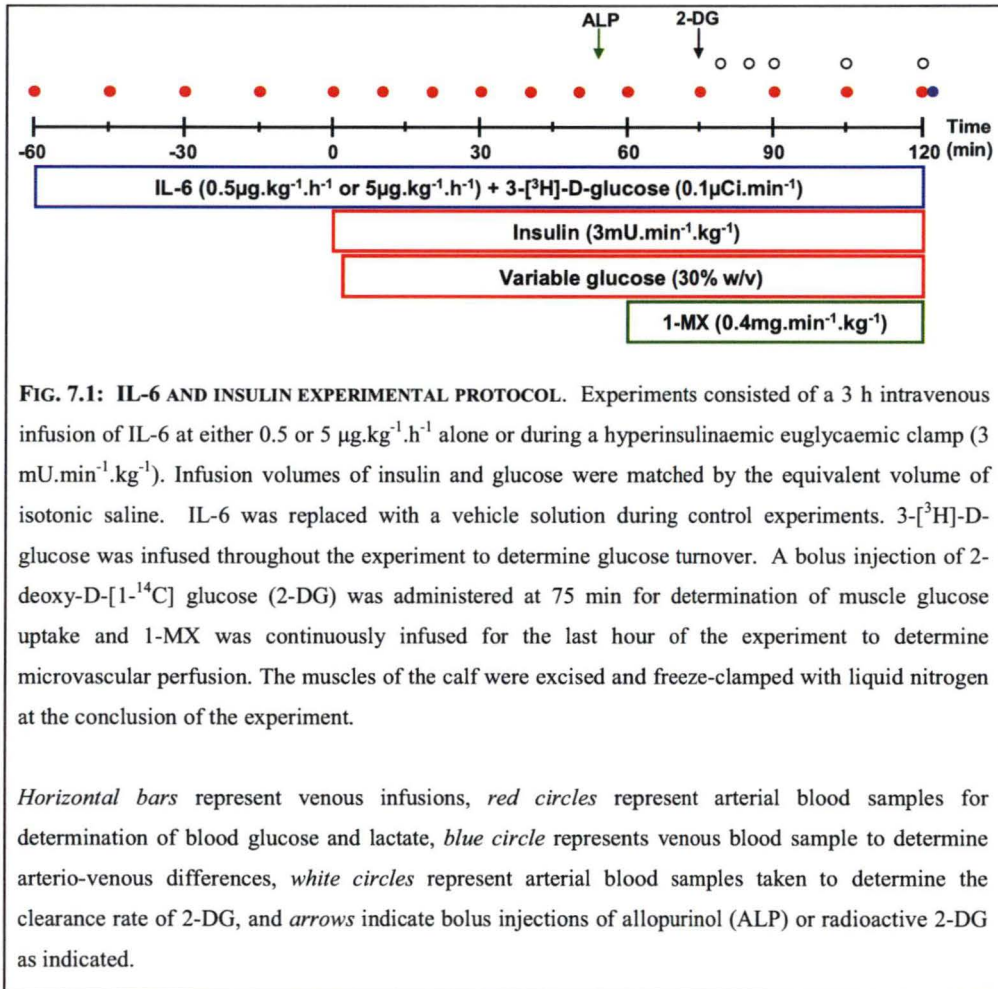 ALP 2-DG
Time
-60 -30 0 30 60 90 120 (min)
IL-6 (0.5µg.kg⁻¹.h⁻¹ or 5µg.kg⁻¹.h⁻¹) + 3-[³H]-D-glucose (0.1µCi.min⁻¹)
Insulin (3mU.min⁻¹.kg⁻¹)
Variable glucose (30% w/v)
1-MX (0.4mg.min⁻¹.kg⁻¹)
FIG. 7.1: IL-6 AND INSULIN EXPERIMENTAL PROTOCOL. Experiments consisted of a 3 h intravenous
infusion of IL-6 at either 0.5 or 5 µg.kg⁻¹.h⁻¹ alone or during a hyperinsulinaemic euglycaemic clamp (3
mU.min⁻¹.kg⁻¹). Infusion volumes of insulin and glucose were matched by the equivalent volume of
isotonic saline. IL-6 was replaced with a vehicle solution during control experiments. 3-[³H]-D-
glucose was infused throughout the experiment to determine glucose turnover. A bolus injection of 2-
deoxy-D-[1-¹⁴C] glucose (2-DG) was administered at 75 min for determination of muscle glucose
uptake and 1-MX was continuously infused for the last hour of the experiment to determine
microvascular perfusion. The muscles of the calf were excised and freeze-clamped with liquid nitrogen
at the conclusion of the experiment.
Horizontal bars represent venous infusions, red circles represent arterial blood samples for
determination of blood glucose and lactate, blue circle represents venous blood sample to determine
arterio-venous differences, white circles represent arterial blood samples taken to determine the
clearance rate of 2-DG, and arrows indicate bolus injections of allopurinol (ALP) or radioactive 2-DG
as indicated.